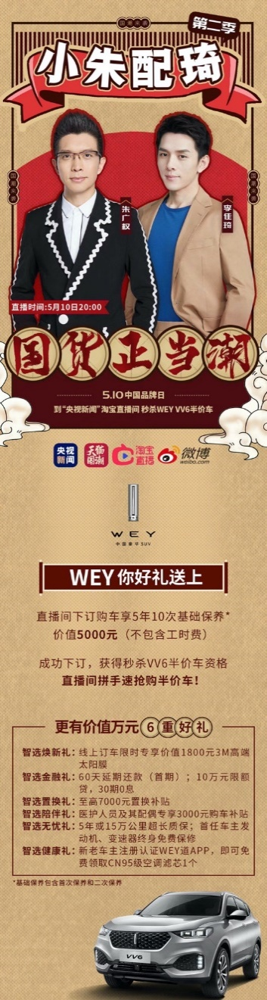 国潮来袭
第二季
小朱配琦
国潮来袭
国潮来袭
朱广权
李佳琦
直播时间:5月10日20:00
国货正当潮
5.10中国品牌日
到“央视新闻”淘宝直播间 秒杀WEY VV6半价车
央视新闻
天猫国潮
淘宝直播
微博
weibo.com
WEY
中国豪华SUV
WEY你好礼送上
直播间下订购车享5年10次基础保养*
价值5000元（不包含工时费）
成功下订，获得秒杀VV6半价车资格
直播间拼手速抢购半价车！
更有价值万元6重好礼
智选焕新礼：线上订车限时专享价值1800元3M高端
太阳膜
智选金融礼：60天延期还款（首期）；10万元限额
贷，30期0息
智选置换礼：至高7000元置换补贴
智选陪伴礼：医护人员及其配偶专享3000元购车补贴
智选无忧礼：5年或15万公里超长质保；首任车主发
动机、变速器终身免费保修
智选健康礼：新老车主注册认证WEY道APP，即可免
费领取CN95级空调滤芯1个
*基础保养包含首次保养和二次保养
VV6